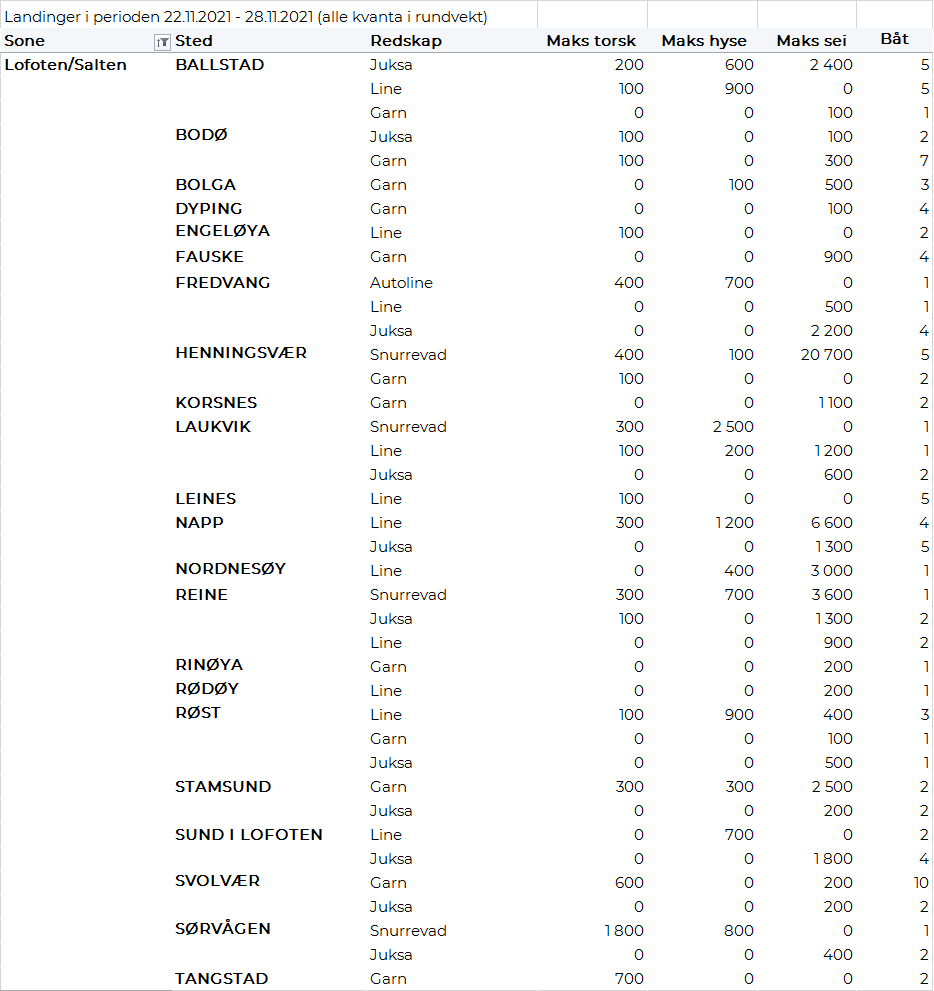 Landinger i perioden 22.11.2021 - 28.11.2021 (alle kvanta i rundvekt)
Sone Sted Redskap Maks torsk Maks hyse Maks sei Båt
Lofoten/Salten BALLSTAD Juksa 200 600 2 400 5
Line 100 900 0 5
Garn 0 0 100 1
BODØ Juksa 100 0 100 2
Garn 100 0 300 7
BOLGA Garn 0 100 500 3
DYPING Garn 0 0 100 4
ENGELØYA Line 100 0 0 2
FAUSKE Garn 0 0 900 4
FREDVANG Autoline 400 700 0 1
Line 0 0 500 1
Juksa 0 0 2 200 4
HENNINGSVÆR Snurrevad 400 100 20 700 5
Garn 100 0 0 2
KORSNES Garn 0 0 1 100 2
LAUKVIK Snurrevad 300 2 500 0 1
Line 100 200 1 200 1
Juksa 0 0 600 2
LEINES Line 100 0 0 5
NAPP Line 300 1 200 6 600 4
Juksa 0 0 1 300 5
NORDNESØY Line 0 400 3 000 1
REINE Snurrevad 300 700 3 600 1
Juksa 100 0 1 300 2
Line 0 0 900 2
RINØYA Garn 0 0 200 1
RØDØY Line 0 0 200 1
RØST Line 100 900 400 3
Garn 0 0 100 1
Juksa 0 0 500 1
STAMSUND Garn 300 300 2 500 2
Juksa 0 0 200 2
SUND I LOFOTEN Line 0 700 0 2
Juksa 0 0 1 800 4
SVOLVÆR Garn 600 0 200 10
Juksa 0 0 200 2
SØRVÅGEN Snurrevad 1 800 800 0 1
Juksa 0 0 400 2
TANGSTAD Garn 700 0 0 2